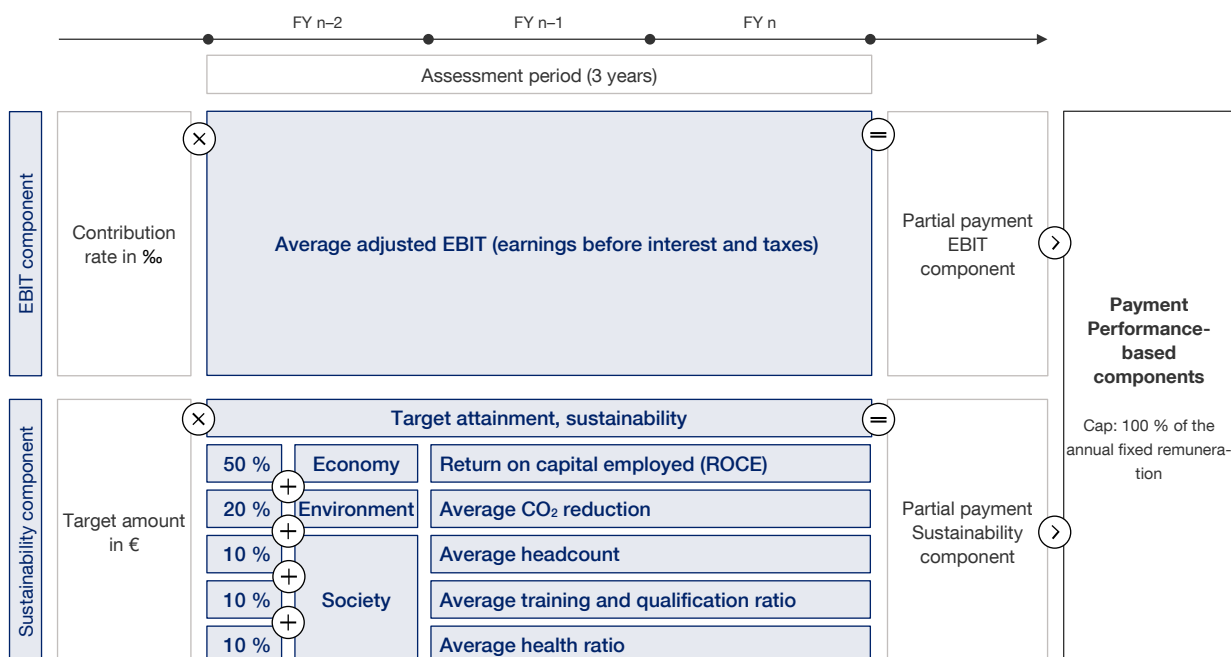 FY n–2
FY n–1
FY n
Assessment period (3 years)
EBIT component
Contribution
rate in ‰
×
Average adjusted EBIT (earnings before interest and taxes)
=
Partial payment
EBIT
component
>
Payment
Performance-
based
components
Cap: 100 % of the
annual fixed remunera-
tion
Sustainability component
Target amount
in €
×
Target attainment, sustainability
=
50 %
Economy
Return on capital employed (ROCE)
+
20 %
Environment
Average CO₂ reduction
+
10 %
Society
Average headcount
+
10 %
Average training and qualification ratio
+
10 %
Average health ratio
Partial payment
Sustainability
component
>